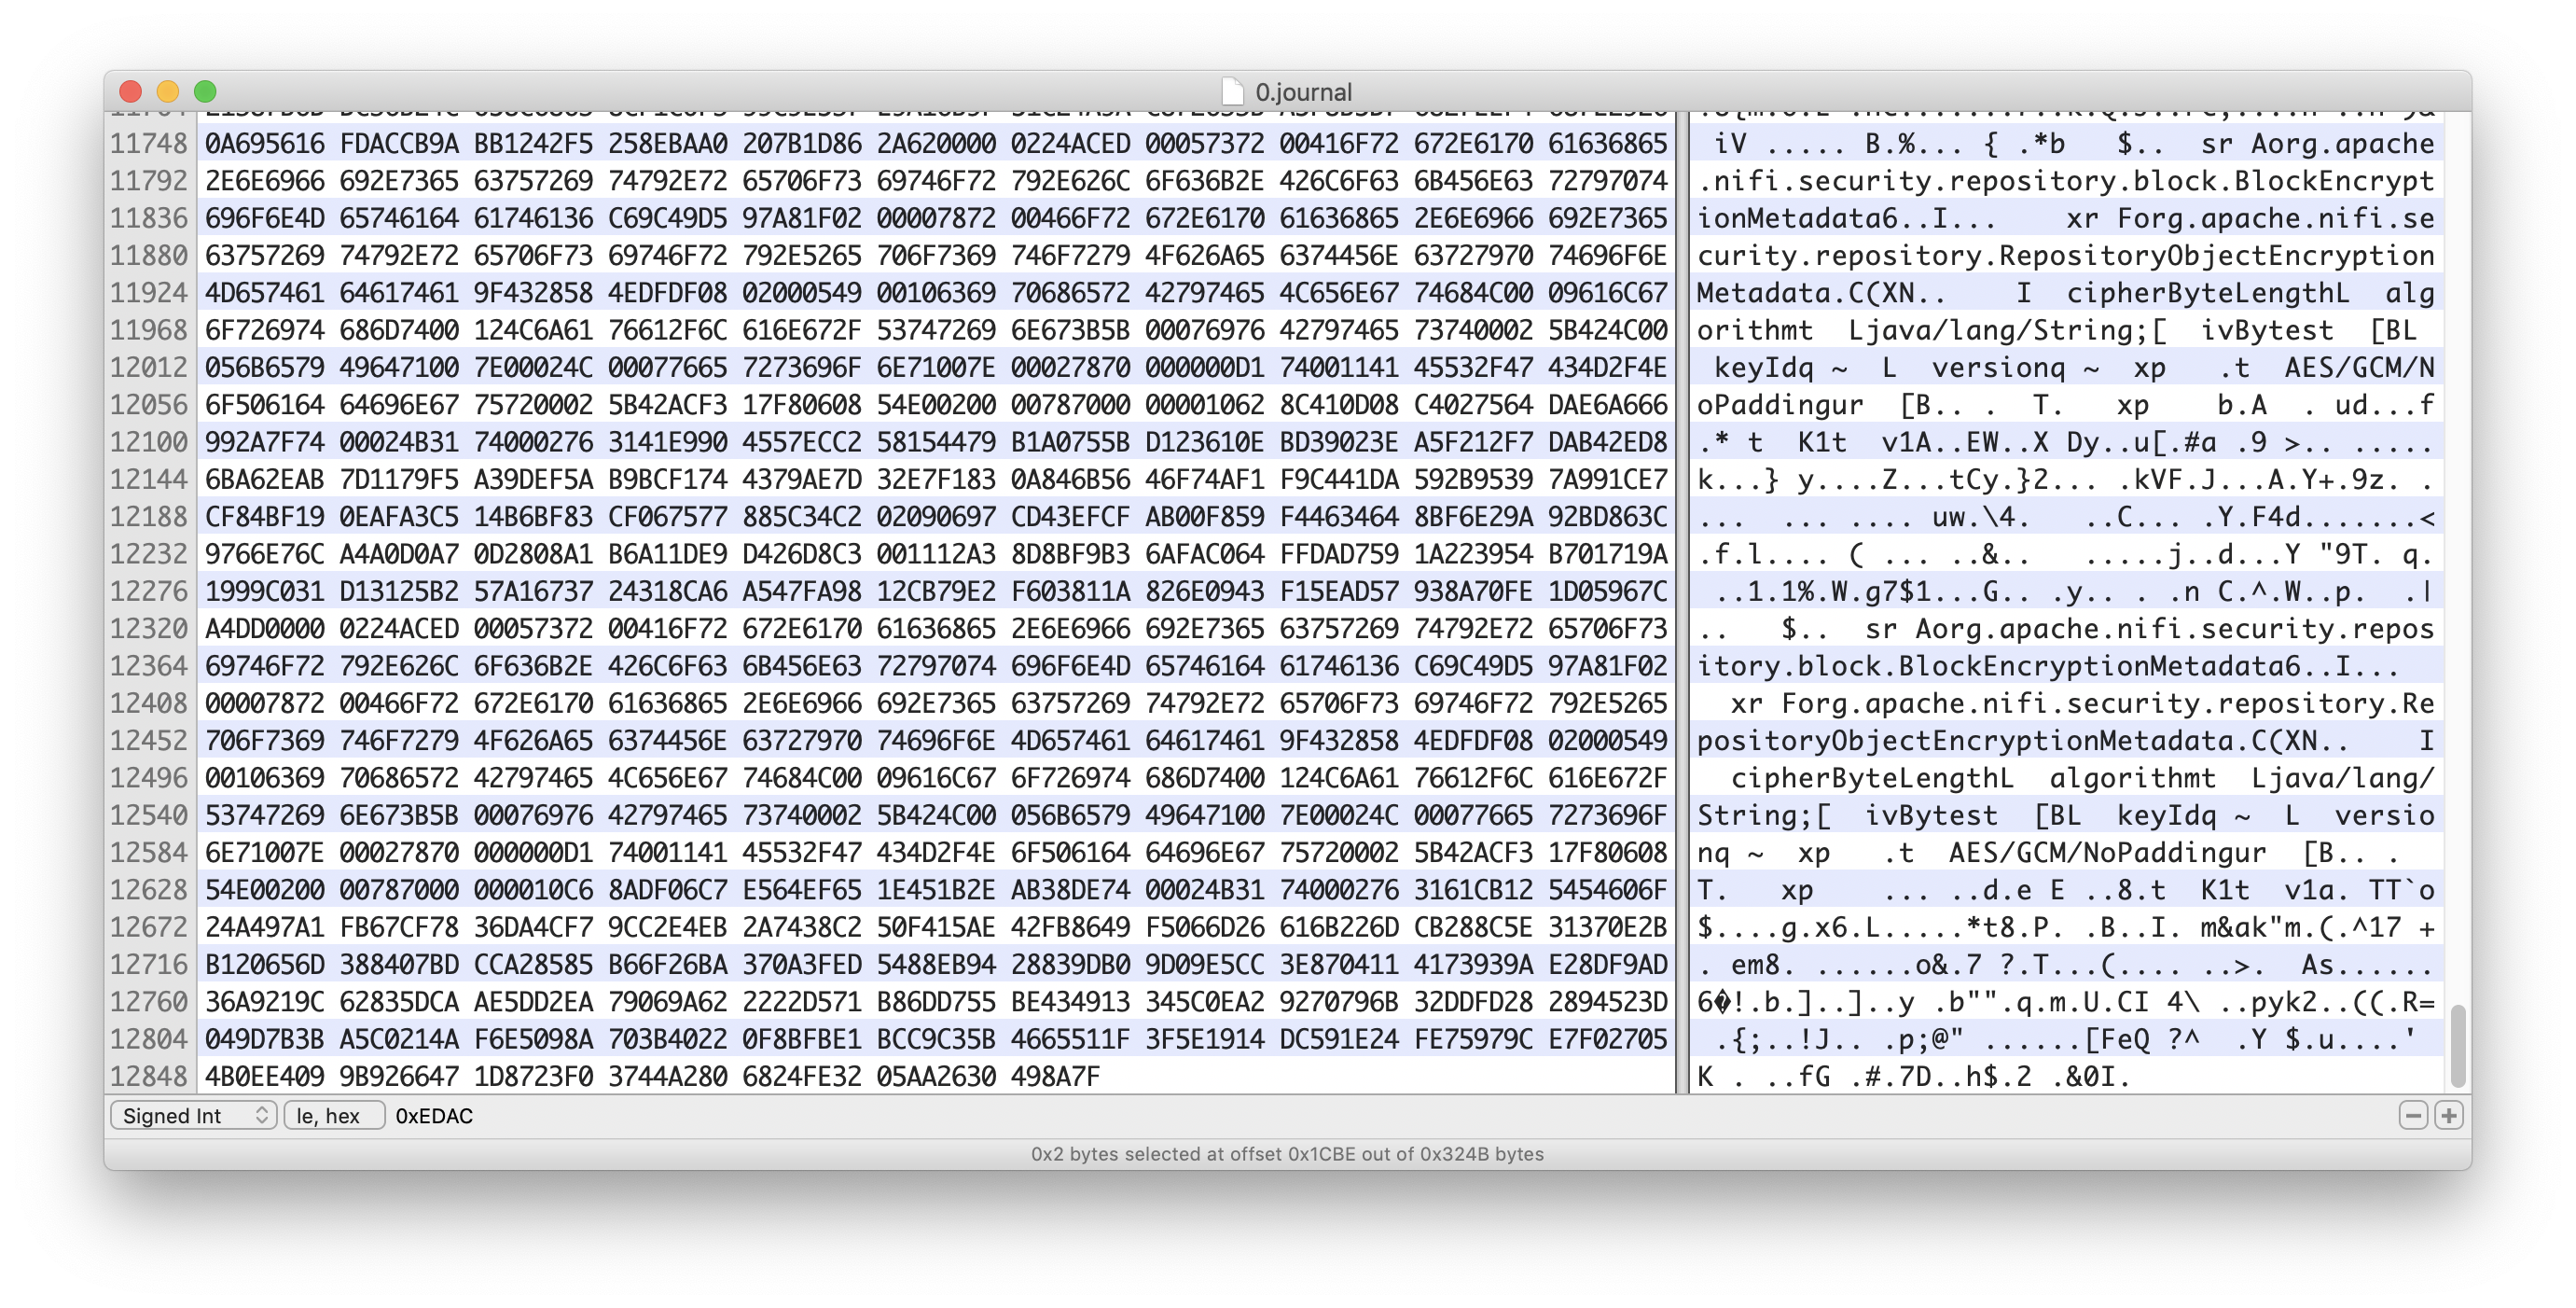 0.journal
11748 0A695616 FDACCB9A BB1242F5 258EBAA0 207B1D86 2A620000 0224ACED 00057372 00416F72 672E6170 61636865 iV ..... B.%... { .*b $.. sr Aorg.apache
11792 2E6E6966 692E7365 63757269 74792E72 65706F73 69746F72 792E626C 6F636B2E 426C6F63 6B456E63 72797074 .nifi.security.repository.block.BlockEncrypt
11836 696F6E4D 65746164 61746136 C69C49D5 97A81F02 00007872 00466F72 672E6170 61636865 2E6E6966 692E7365 ionMetadata6..I... xr Forg.apache.nifi.se
11880 63757269 74792E72 65706F73 69746F72 792E5265 706F7369 746F7279 4F626A65 6374456E 63727970 74696F6E curity.repository.RepositoryObjectEncryption
11924 4D657461 64617461 9F432858 4EDFDF08 02000549 00106369 70686572 42797465 4C656E67 74684C00 09616C67 Metadata.C(XN.. I cipherByteLengthL alg
11968 6F726974 686D7400 124C6A61 76612F6C 616E672F 53747269 6E673B5B 00076976 42797465 73740002 5B424C00 orithmt Ljava/lang/String;[ ivBytest [BL
12012 056B6579 49647100 7E00024C 00077665 7273696F 6E71007E 00027870 000000D1 74001141 45532F47 434D2F4E keyIdq ~ L versionq ~ xp .t AES/GCM/N
12056 6F506164 64696E67 75720002 5B42ACF3 17F80608 54E00200 00787000 00001062 8C410D08 C4027564 DAE6A666 oPaddingur [B.. . T. xp b.A . ud...f
12100 992A7F74 00024B31 74000276 3141E990 4557ECC2 58154479 B1A0755B D123610E BD39023E A5F212F7 DAB42ED8 .* t K1t v1A..EW..X Dy..u[.#a .9 >.. .....
12144 6BA62EAB 7D1179F5 A39DEF5A B9BCF174 4379AE7D 32E7F183 0A846B56 46F74AF1 F9C441DA 592B9539 7A991CE7 k...} y....Z...tCy.}2... .kVF.J...A.Y+.9z. .
12188 CF84BF19 0EAFA3C5 14B6BF83 CF067577 885C34C2 02090697 CD43EFCF AB00F859 F4463464 8BF6E29A 92BD863C ... ... .... uw.\4. ..C... .Y.F4d.......<
12232 9766E76C A4A0D0A7 0D2808A1 B6A11DE9 D426D8C3 001112A3 8D8BF9B3 6AFAC064 FFDAD759 1A223954 B701719A .f.l.... ( ... ..&.. .....j..d...Y "9T. q.
12276 1999C031 D13125B2 57A16737 24318CA6 A547FA98 12CB79E2 F603811A 826E0943 F15EAD57 938A70FE 1D05967C ..1.1%.W.g7$1...G.. .y.. . .n C.^.W..p. .|
12320 A4DD0000 0224ACED 00057372 00416F72 672E6170 61636865 2E6E6966 692E7365 63757269 74792E72 65706F73 .. $.. sr Aorg.apache.nifi.security.repos
12364 69746F72 792E626C 6F636B2E 426C6F63 6B456E63 72797074 696F6E4D 65746164 61746136 C69C49D5 97A81F02 itory.block.BlockEncryptionMetadata6..I...
12408 00007872 00466F72 672E6170 61636865 2E6E6966 692E7365 63757269 74792E72 65706F73 69746F72 792E5265 xr Forg.apache.nifi.security.repository.Re
12452 706F7369 746F7279 4F626A65 6374456E 63727970 74696F6E 4D657461 64617461 9F432858 4EDFDF08 02000549 positoryObjectEncryptionMetadata.C(XN.. I
12496 00106369 70686572 42797465 4C656E67 74684C00 09616C67 6F726974 686D7400 124C6A61 76612F6C 616E672F cipherByteLengthL algorithmt Ljava/lang/
12540 53747269 6E673B5B 00076976 42797465 73740002 5B424C00 056B6579 49647100 7E00024C 00077665 7273696F String;[ ivBytest [BL keyIdq ~ L versio
12584 6E71007E 00027870 000000D1 74001141 45532F47 434D2F4E 6F506164 64696E67 75720002 5B42ACF3 17F80608 nq ~ xp .t AES/GCM/NoPaddingur [B.. .
12628 54E00200 00787000 000010C6 8ADF06C7 E564EF65 1E451B2E AB38DE74 00024B31 74000276 3161CB12 5454606F T. xp ... ..d.e E ..8.t K1t v1a. TT`o
12672 24A497A1 FB67CF78 36DA4CF7 9CC2E4EB 2A7438C2 50F415AE 42FB8649 F5066D26 616B226D CB288C5E 31370E2B $....g.x6.L.....*t8.P. .B..I. m&ak"m.(.^17 +
12716 B120656D 388407BD CCA28585 B66F26BA 370A3FED 5488EB94 28839DB0 9D09E5CC 3E870411 4173939A E28DF9AD . em8. ......o&.7 ?.T...(.... ..>. As......
12760 36A9219C 62835DCA AE5DD2EA 79069A62 2222D571 B86DD755 BE434913 345C0EA2 9270796B 32DDFD28 2894523D 6�!.b.]..]..y .b"".q.m.U.CI 4\ ..pyk2..((.R=
12804 049D7B3B A5C0214A F6E5098A 703B4022 0F8BFBE1 BCC9C35B 4665511F 3F5E1914 DC591E24 FE75979C E7F02705 .{;..!J.. .p;@" ......[FeQ ?^ .Y $.u....'
12848 4B0EE409 9B926647 1D8723F0 3744A280 6824FE32 05AA2630 498A7F K . ..fG .#.7D..h$.2 .&0I.
Signed Int le, hex 0xEDAC
0x2 bytes selected at offset 0x1CBE out of 0x324B bytes